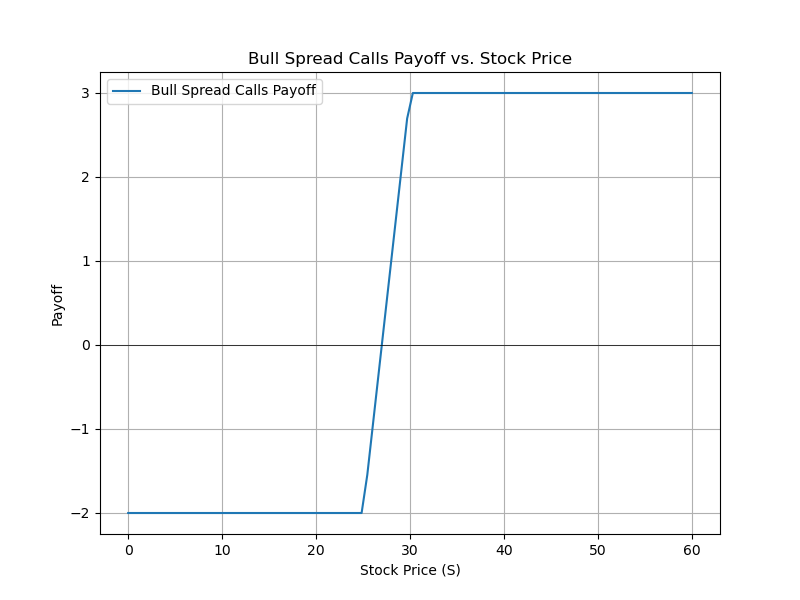 Bull Spread Calls Payoff vs. Stock Price
Bull Spread Calls Payoff
3
2
1
0
−1
−2
Payoff
0 10 20 30 40 50 60
Stock Price (S)